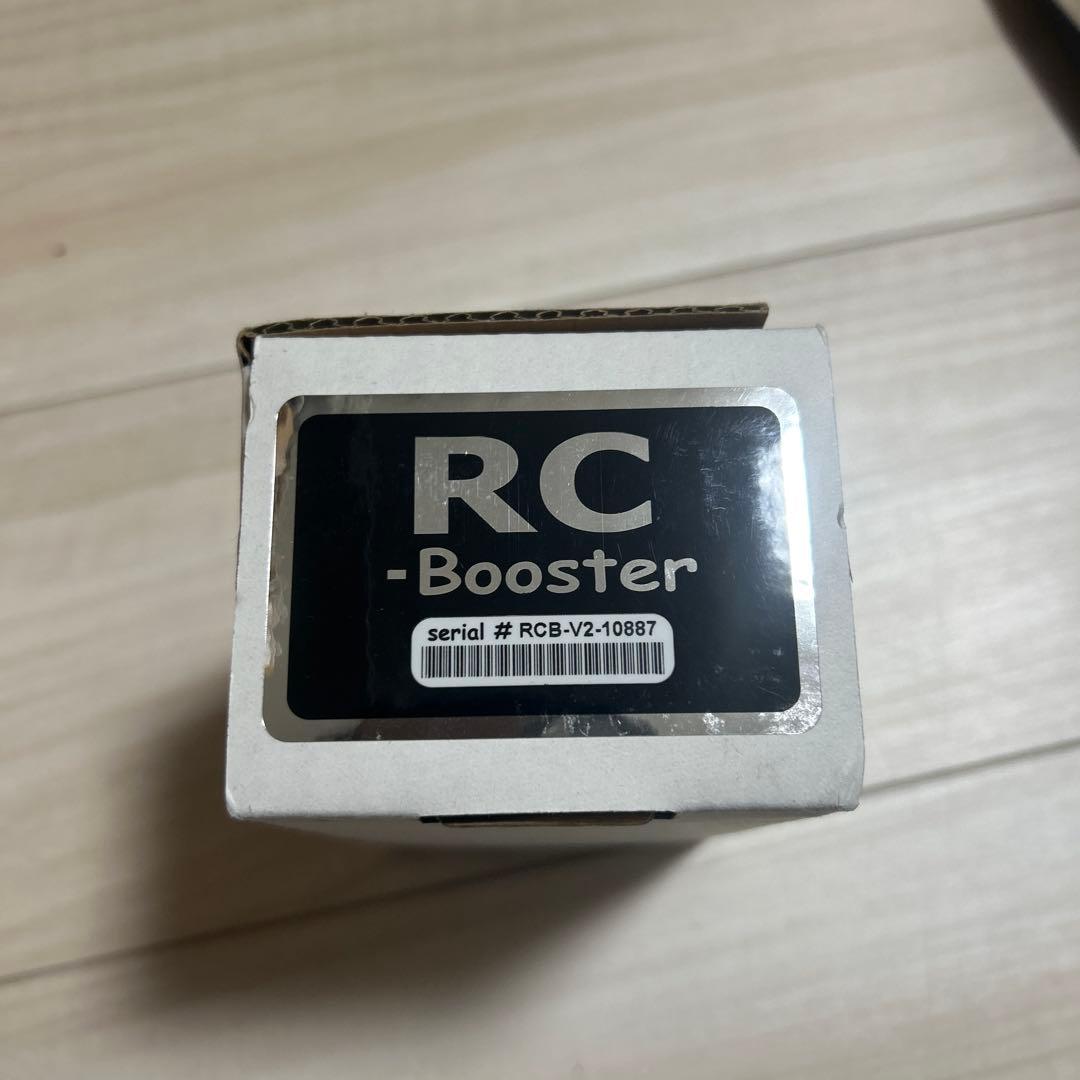 RC
-Booster
serial # RCB-V2-10887